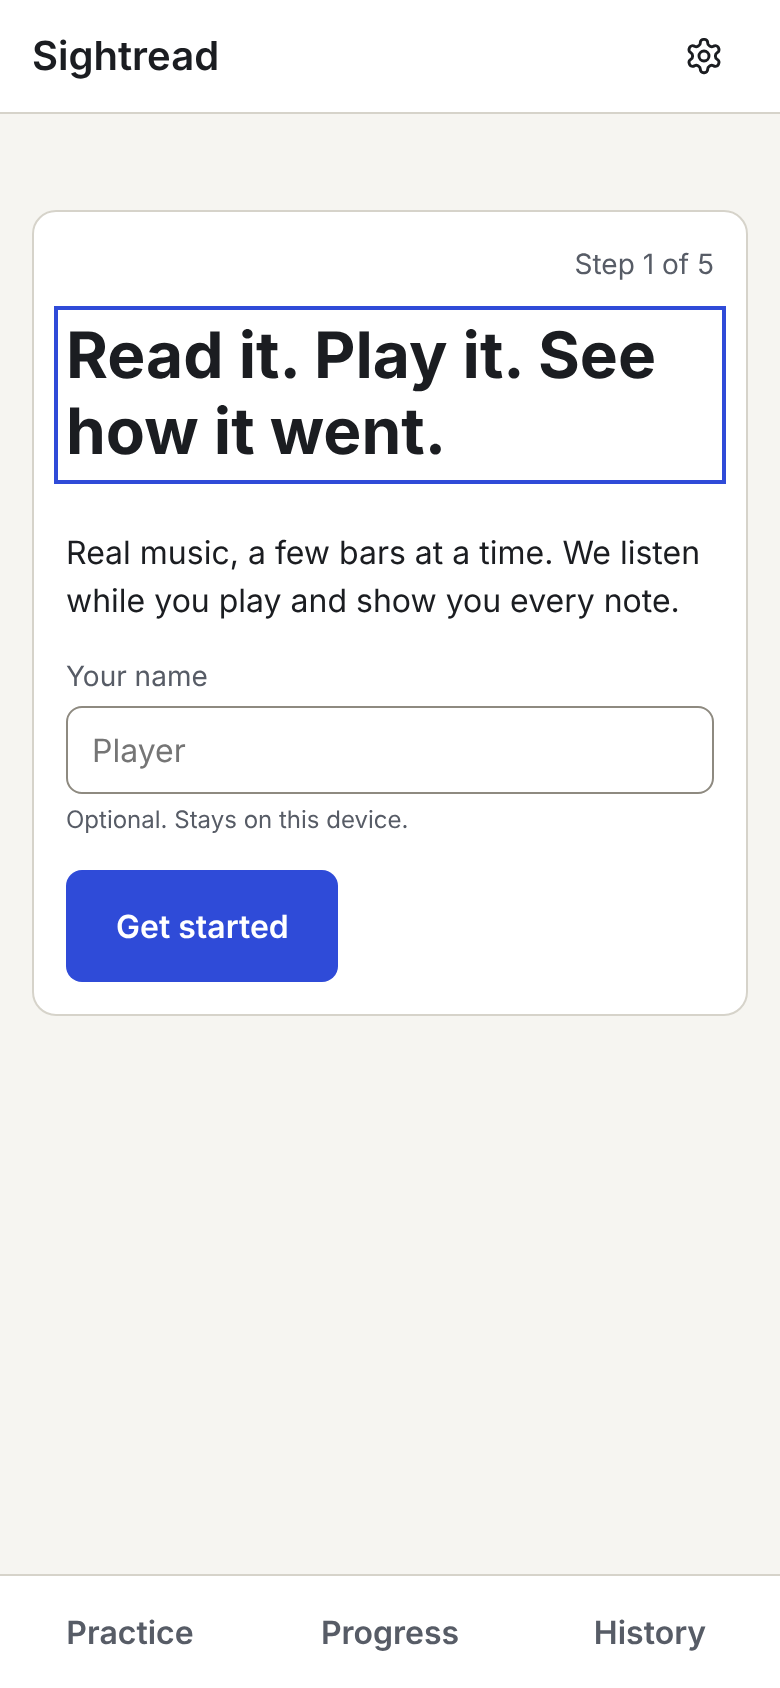 Sightread
Step 1 of 5
Read it. Play it. See
how it went.
Real music, a few bars at a time. We listen
while you play and show you every note.
Your name
Player
Optional. Stays on this device.
Get started
Practice
Progress
History